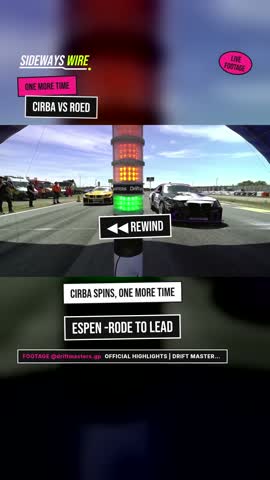 SIDEWAYS WIRE.
LIVE
FOOTAGE
ONE MORE TIME
CIRBA VS ROED
REWIND
CIRBA SPINS, ONE MORE TIME
ESPEN -RODE TO LEAD
FOOTAGE @driftmasters.gp OFFICIAL HIGHLIGHTS | DRIFT MASTER...